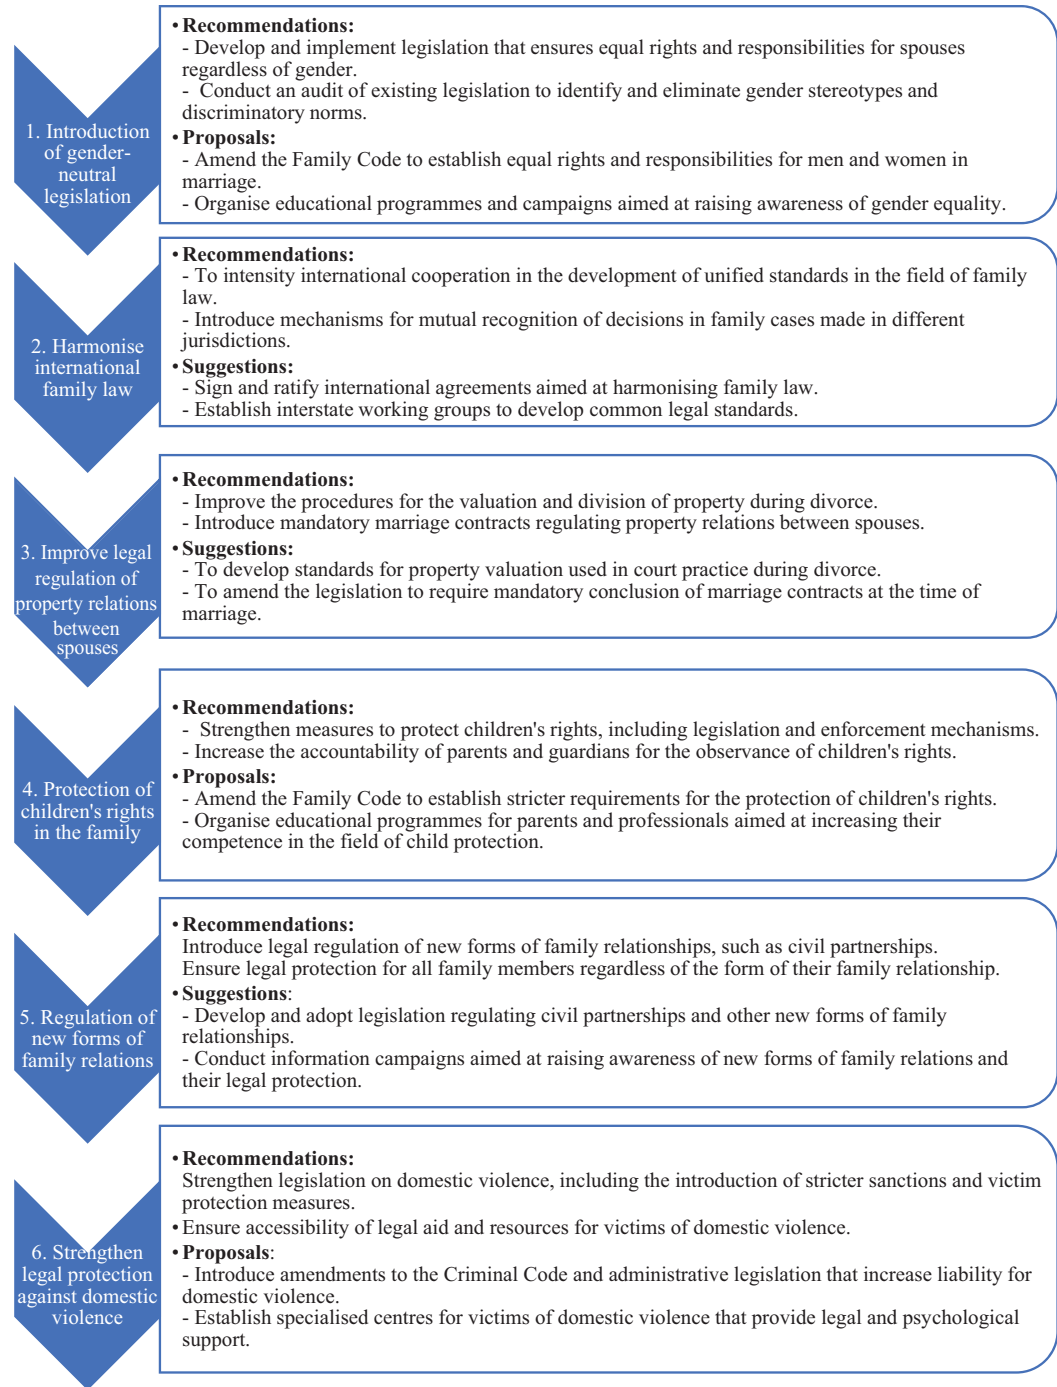 1. Introduction
of gender-
neutral
legislation
• Recommendations:
- Develop and implement legislation that ensures equal rights and responsibilities for spouses
regardless of gender.
- Conduct an audit of existing legislation to identify and eliminate gender stereotypes and
discriminatory norms.
• Proposals:
- Amend the Family Code to establish equal rights and responsibilities for men and women in
marriage.
- Organise educational programmes and campaigns aimed at raising awareness of gender equality.
2. Harmonise
international
family law
• Recommendations:
- To intensity international cooperation in the development of unified standards in the field of family
law.
- Introduce mechanisms for mutual recognition of decisions in family cases made in different
jurisdictions.
• Suggestions:
- Sign and ratify international agreements aimed at harmonising family law.
- Establish interstate working groups to develop common legal standards.
3. Improve legal
regulation of
property relations
between
spouses
• Recommendations:
- Improve the procedures for the valuation and division of property during divorce.
- Introduce mandatory marriage contracts regulating property relations between spouses.
• Suggestions:
- To develop standards for property valuation used in court practice during divorce.
- To amend the legislation to require mandatory conclusion of marriage contracts at the time of
marriage.
4. Protection of
children's rights
in the family
• Recommendations:
- Strengthen measures to protect children's rights, including legislation and enforcement mechanisms.
- Increase the accountability of parents and guardians for the observance of children's rights.
• Proposals:
- Amend the Family Code to establish stricter requirements for the protection of children's rights.
- Organise educational programmes for parents and professionals aimed at increasing their
competence in the field of child protection.
5. Regulation of
new forms of
family relations
• Recommendations:
Introduce legal regulation of new forms of family relationships, such as civil partnerships.
Ensure legal protection for all family members regardless of the form of their family relationship.
• Suggestions:
- Develop and adopt legislation regulating civil partnerships and other new forms of family
relationships.
- Conduct information campaigns aimed at raising awareness of new forms of family relations and
their legal protection.
6. Strengthen
legal protection
against domestic
violence
• Recommendations:
Strengthen legislation on domestic violence, including the introduction of stricter sanctions and victim
protection measures.
• Ensure accessibility of legal aid and resources for victims of domestic violence.
• Proposals:
- Introduce amendments to the Criminal Code and administrative legislation that increase liability for
domestic violence.
- Establish specialised centres for victims of domestic violence that provide legal and psychological
support.